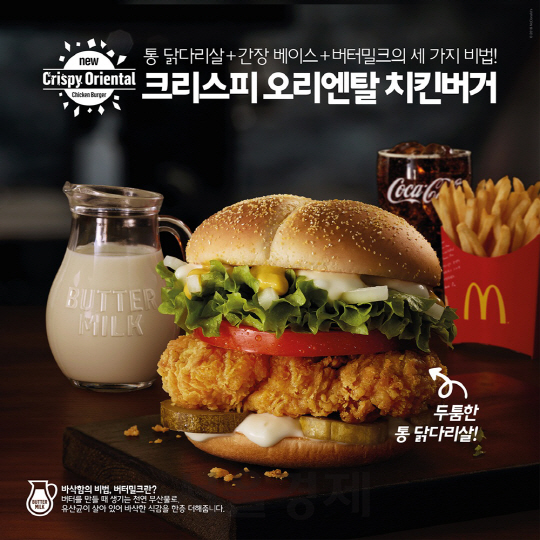 new
Crispy Oriental
Chicken Burger
통 닭다리살+간장 베이스+버터밀크의 세 가지 비법!
크리스피 오리엔탈 치킨버거
Coca-C
BUTTER
MILK
두툼한
통 닭다리살!
BUTTER
MILK
바삭함의 비법, 버터밀크란?
버터를 만들 때 생기는 천연 부산물로,
유산균이 살아 있어 바삭한 식감을 한층 더해줍니다.